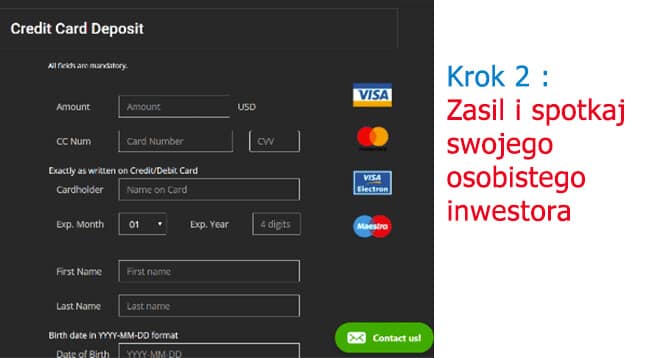 Credit Card Deposit
All fields are mandatory.
Amount Amount USD
CC Num Card Number CVV
Exactly as written on Credit/Debit Card
Cardholder Name on Card
Exp. Month 01 Exp. Year 4 digits
First Name First name
Last Name Last name
Birth date in YYYY-MM-DD format
Date of Birth YYYY-MM-DD
VISA
VISA
Electron
Maestro
Contact us!
Krok 2 :
Zasil i spotkaj
swojego
osobistego
inwestora